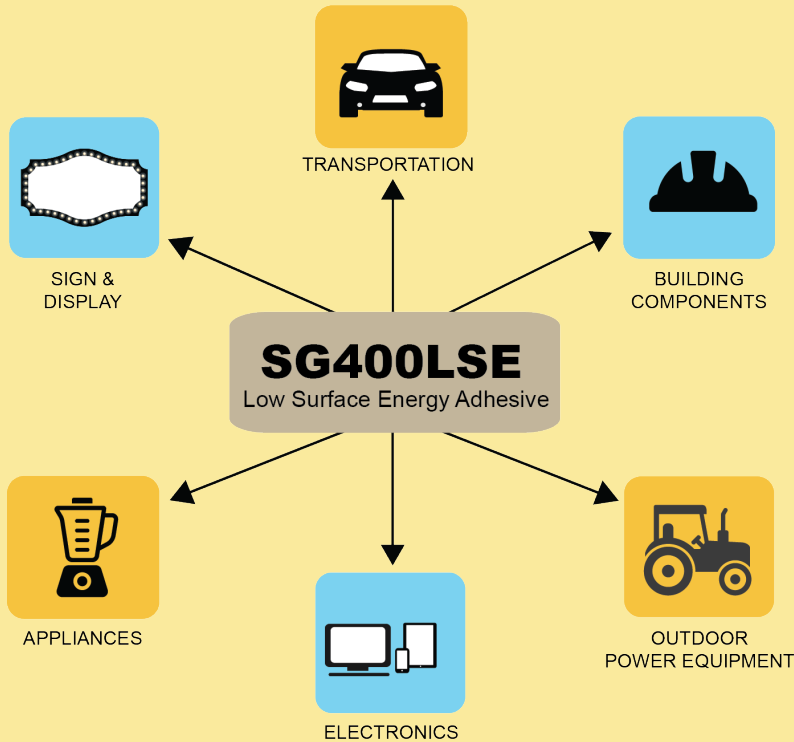 TRANSPORTATION
SIGN &
DISPLAY
BUILDING
COMPONENTS
SG400LSE
Low Surface Energy Adhesive
APPLIANCES
OUTDOOR
POWER EQUIPMENT
ELECTRONICS